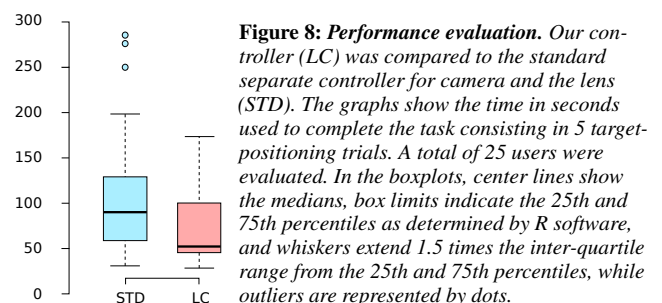 300
250
200
150
100
50
0
STD LC
Figure 8: Performance evaluation. Our con-
troller (LC) was compared to the standard
separate controller for camera and the lens
(STD). The graphs show the time in seconds
used to complete the task consisting in 5 target-
positioning trials. A total of 25 users were
evaluated. In the boxplots, center lines show
the medians, box limits indicate the 25th and
75th percentiles as determined by R software,
and whiskers extend 1.5 times the inter-quartile
range from the 25th and 75th percentiles, while
outliers are represented by dots.